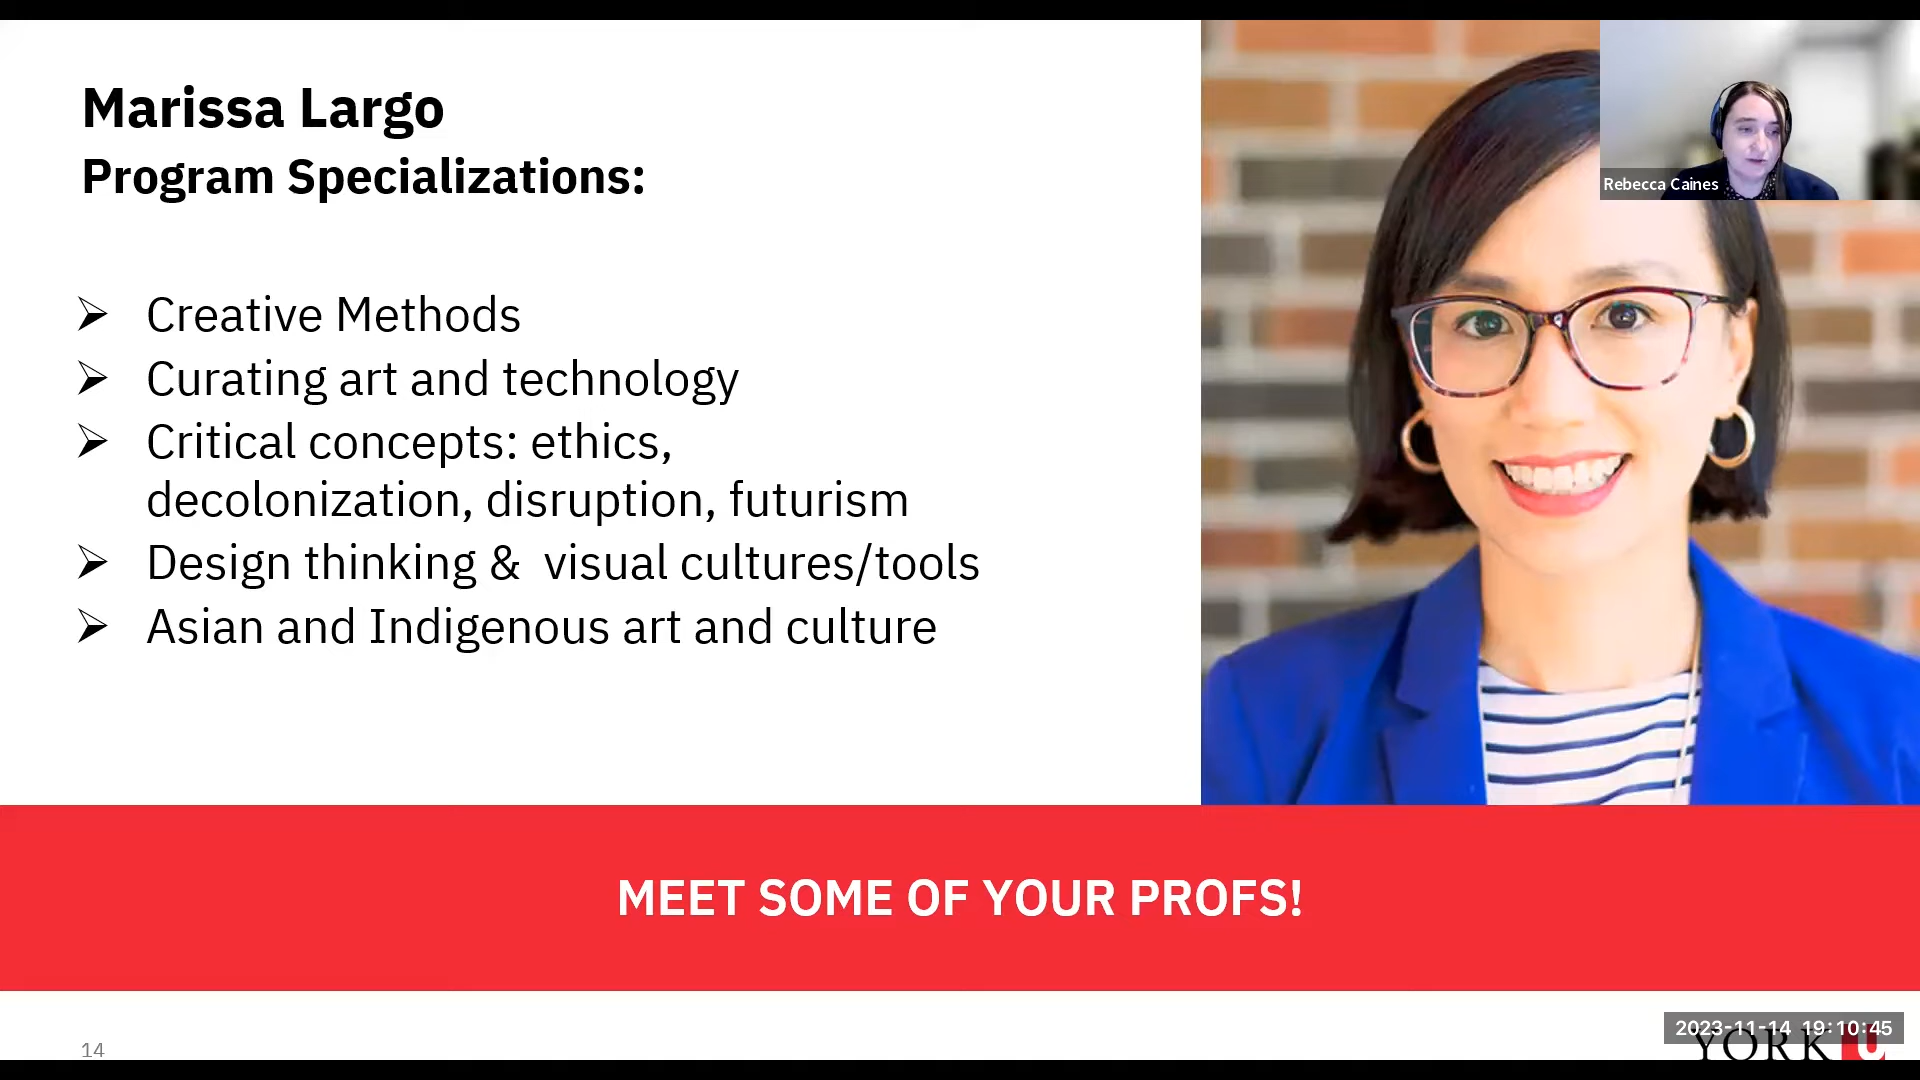 Marissa Largo
Program Specializations:
Rebecca Caines
➢ Creative Methods
➢ Curating art and technology
➢ Critical concepts: ethics,
decolonization, disruption, futurism
➢ Design thinking & visual cultures/tools
➢ Asian and Indigenous art and culture
MEET SOME OF YOUR PROFS!
2023-11-14 19:10:45
YORK U
14